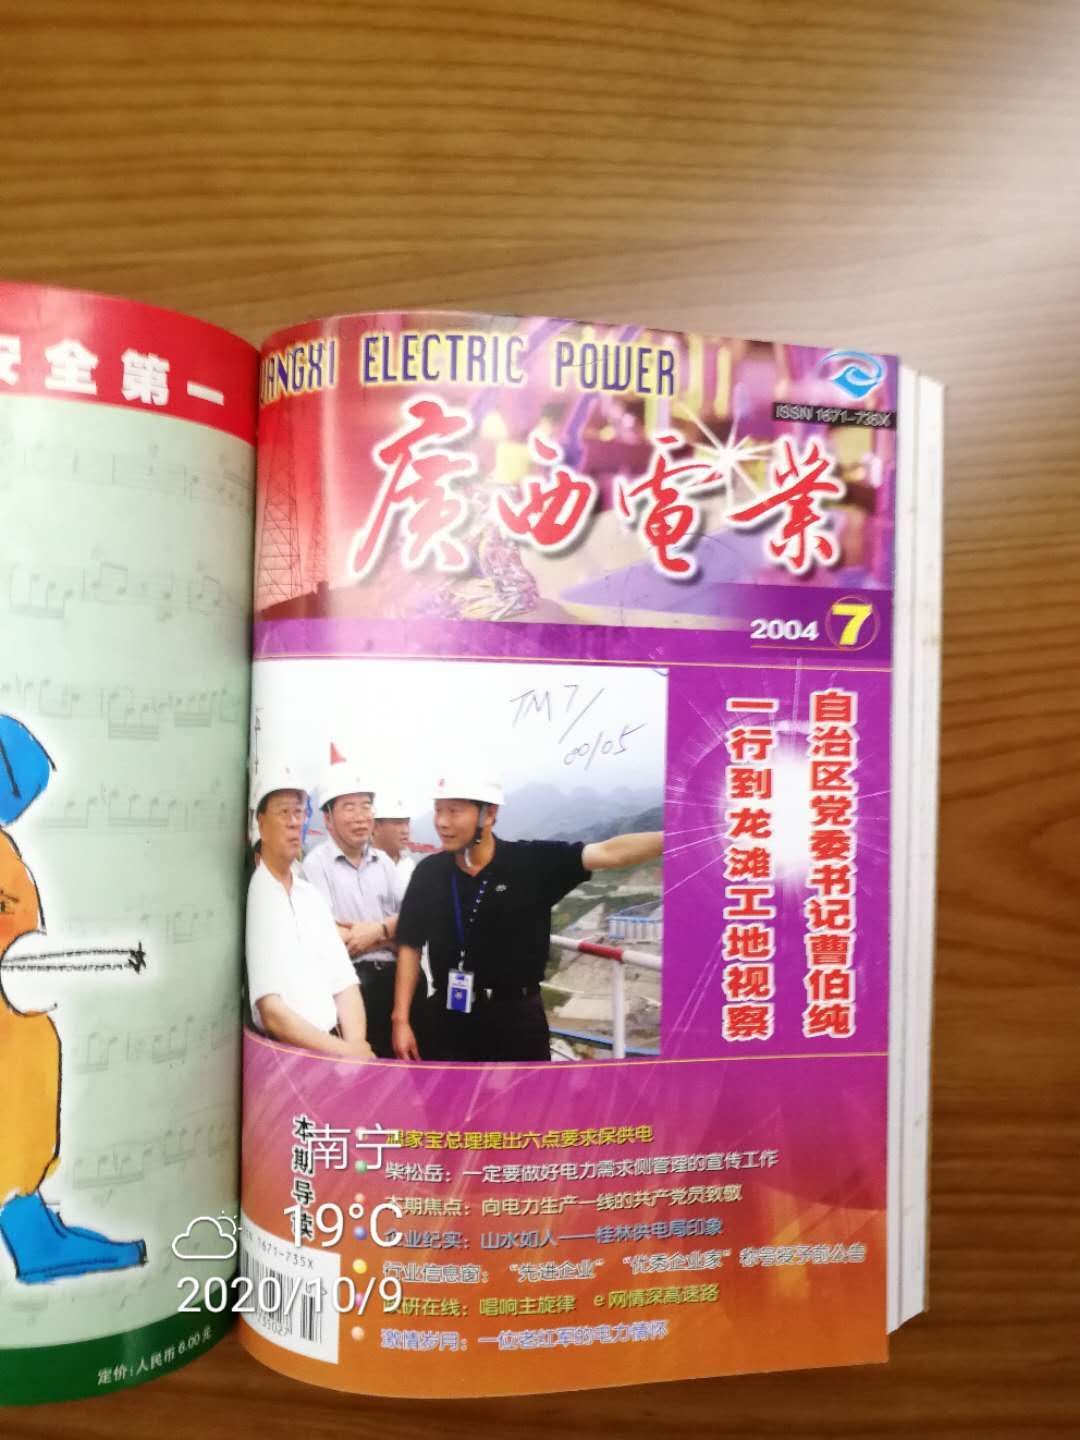 安全第一
定价：人民币6.00元
UANGXI ELECTRIC POWER
ISSN 1671-735X
廣西電業
2004 7
TM7/
00/05
自治区党委书记曹伯纯
一行到龙滩工地视察
本期导读
温家宝总理提出六点要求保供电
柴松岳：一定要做好电力需求侧管理的宣传工作
本期焦点：向电力生产一线的共产党员致敬
企业纪实：山水如人——桂林供电局印象
行业信息窗：“先进企业”“优秀企业家”称号授予前公告
调研在线：唱响主旋律 e网情深高速路
激情岁月：一位老红军的电力情怀
ISSN 1671-735X
南宁
19°C
2020/10/9